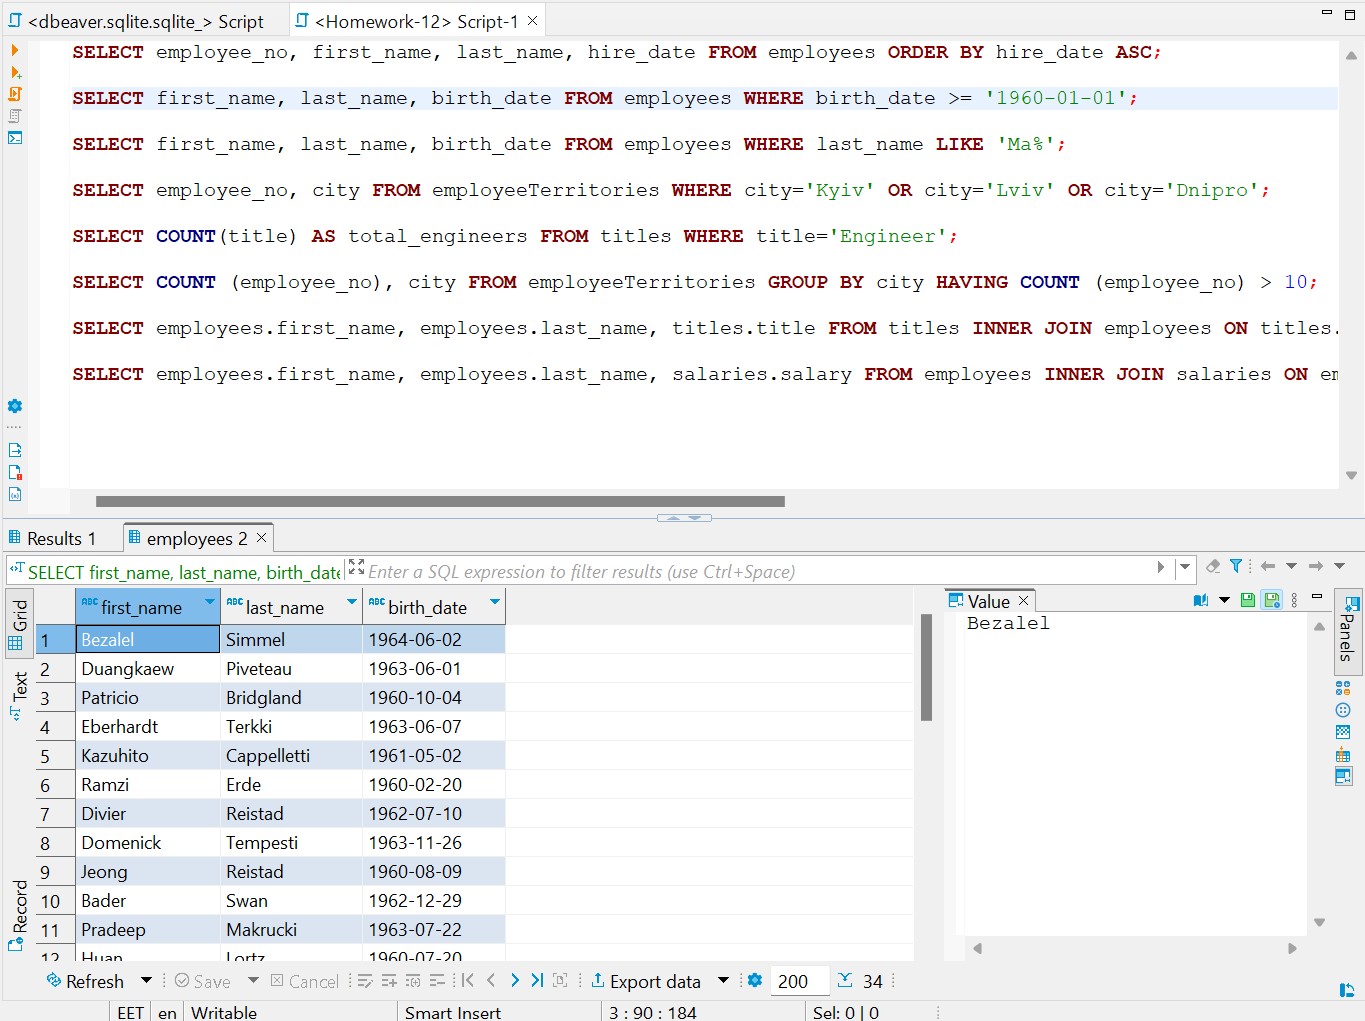 <dbeaver.sqlite.sqlite_> Script
<Homework-12> Script-1
SELECT employee_no, first_name, last_name, hire_date FROM employees ORDER BY hire_date ASC;
SELECT first_name, last_name, birth_date FROM employees WHERE birth_date >= '1960-01-01';
SELECT first_name, last_name, birth_date FROM employees WHERE last_name LIKE 'Ma%';
SELECT employee_no, city FROM employeeTerritories WHERE city='Kyiv' OR city='Lviv' OR city='Dnipro';
SELECT COUNT(title) AS total_engineers FROM titles WHERE title='Engineer';
SELECT COUNT (employee_no), city FROM employeeTerritories GROUP BY city HAVING COUNT (employee_no) > 10;
SELECT employees.first_name, employees.last_name, titles.title FROM titles INNER JOIN employees ON titles.
SELECT employees.first_name, employees.last_name, salaries.salary FROM employees INNER JOIN salaries ON em
Results 1
employees 2
SELECT first_name, last_name, birth_date
Enter a SQL expression to filter results (use Ctrl+Space)
Grid
Text
Record
ABC first_name ABC last_name ABC birth_date
1 Bezalel Simmel 1964-06-02
2 Duangkaew Piveteau 1963-06-01
3 Patricio Bridgland 1960-10-04
4 Eberhardt Terkki 1963-06-07
5 Kazuhito Cappelletti 1961-05-02
6 Ramzi Erde 1960-02-20
7 Divier Reistad 1962-07-10
8 Domenick Tempesti 1963-11-26
9 Jeong Reistad 1960-08-09
10 Bader Swan 1962-12-29
11 Pradeep Makrucki 1963-07-22
12 Huan Lortz 1960-07-20
Value
Bezalel
Panels
Refresh Save Cancel Export data 200 34
EET en Writable Smart Insert 3 : 90 : 184 Sel: 0 | 0